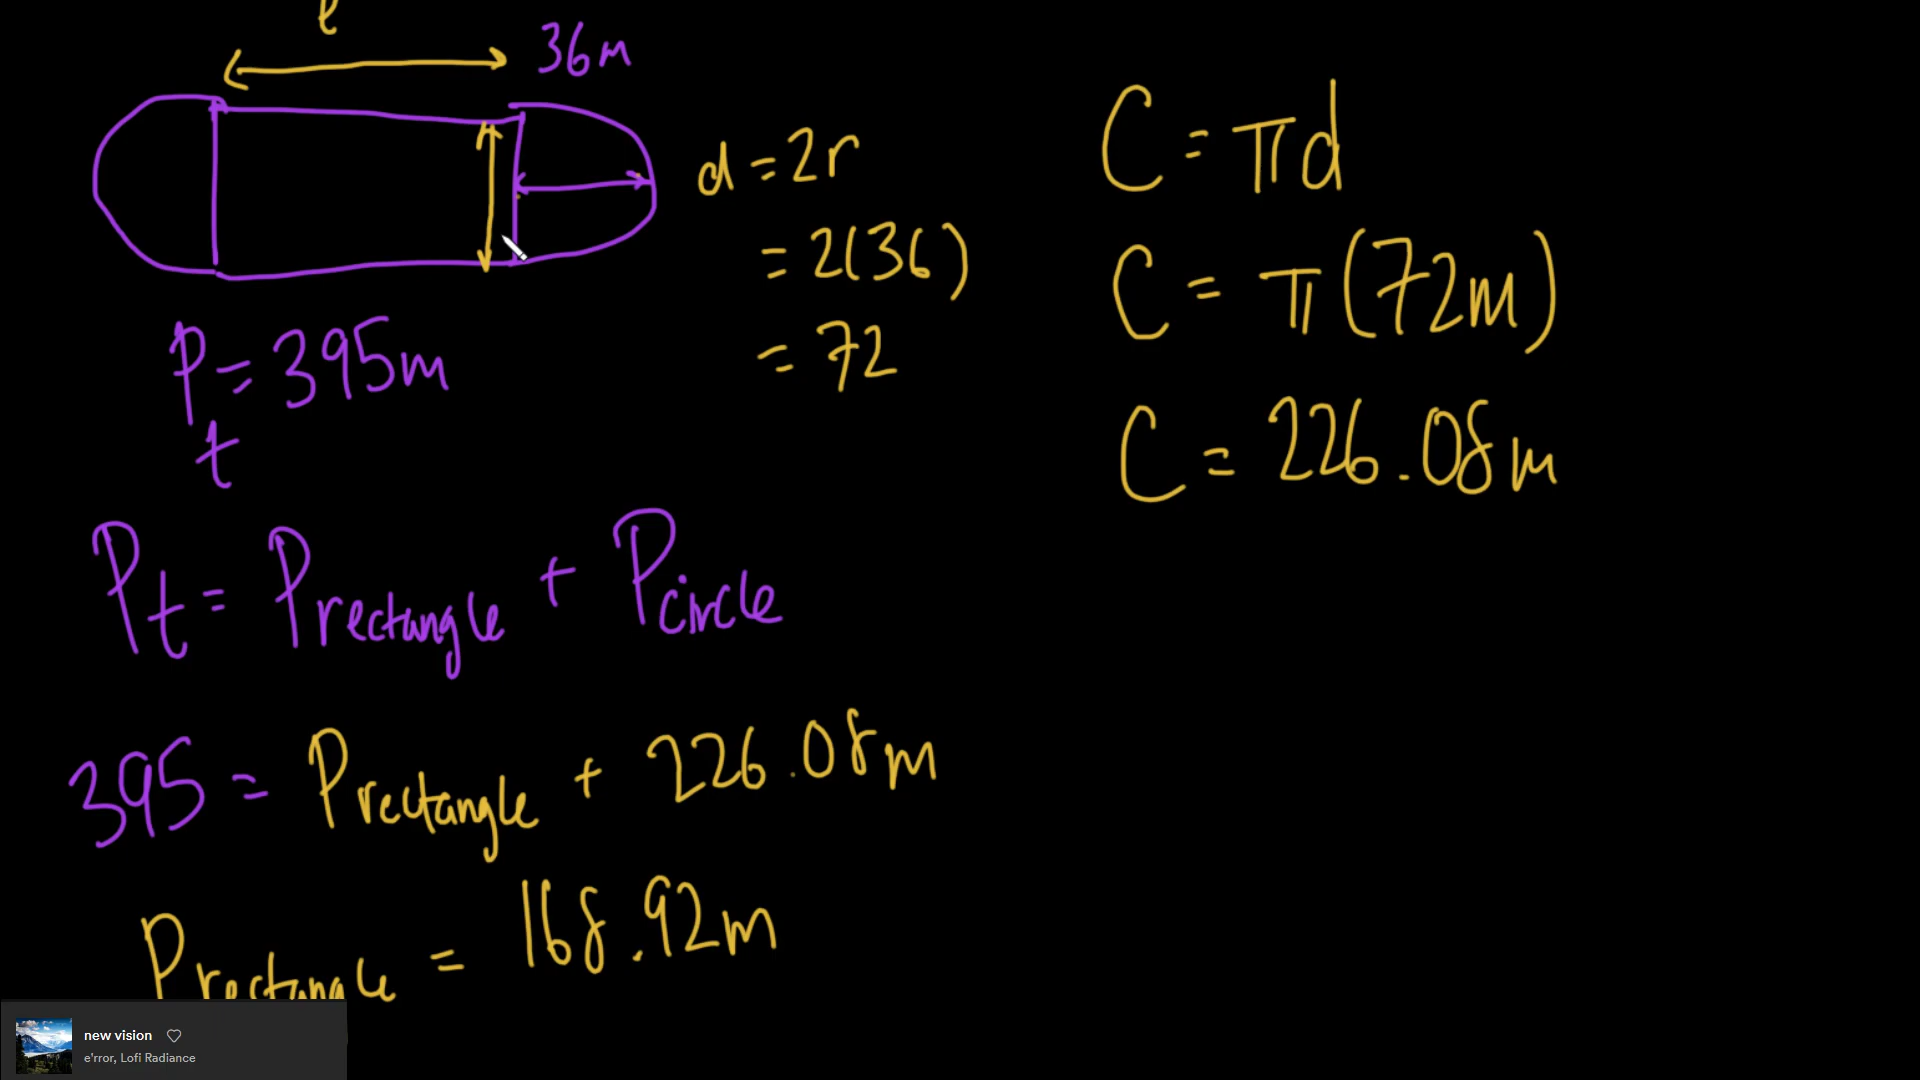 l
36m
d = 2r
= 2(36)
= 72
C = πd
C = π(72m)
C = 226.08m
P = 395m
t
Pt = Prectangle + Pcircle
395 = Prectangle + 226.08m
Prectangle = 168.92m
new vision
e'rror, Lofi Radiance